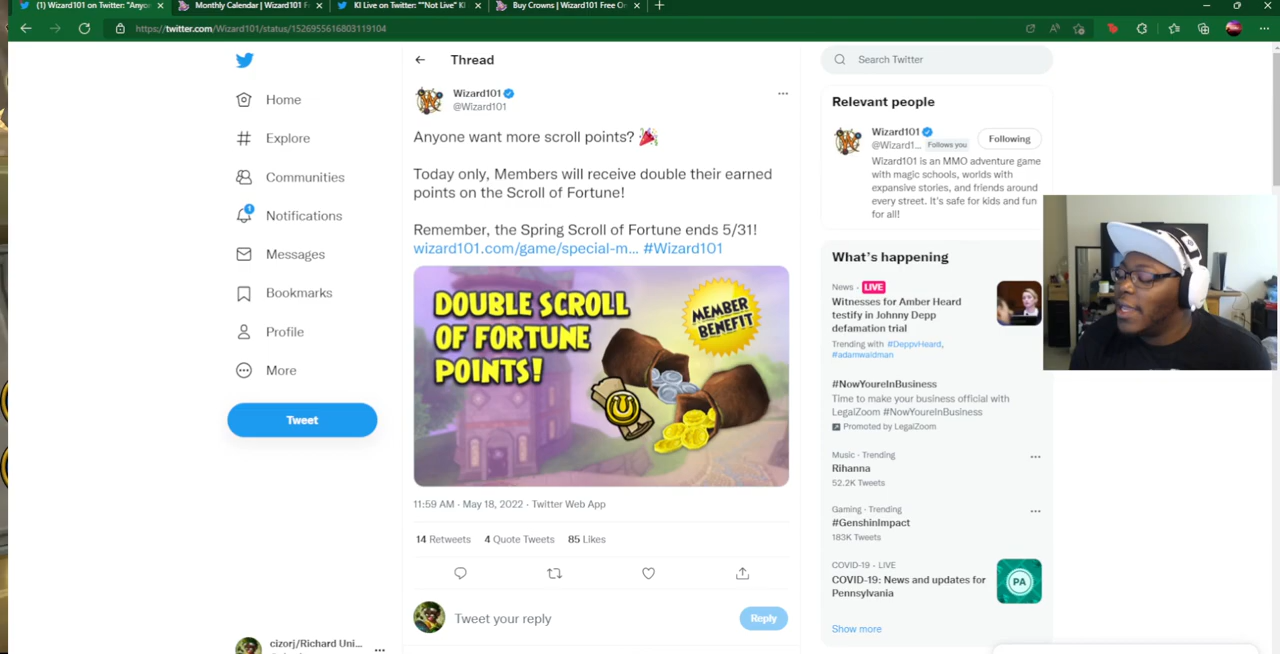 (1) Wizard101 on Twitter: "Anyo
Monthly Calendar | Wizard101 F
KI Live on Twitter: ""Not Live" KI
Buy Crowns | Wizard101 Free O
https://twitter.com/Wizard101/status/1526955616803119104
Home
Explore
Communities
1
Notifications
Messages
Bookmarks
Profile
More
Tweet
cizorj/Richard Uni...
Thread
Wizard101
@Wizard101
Anyone want more scroll points?
Today only, Members will receive double their earned
points on the Scroll of Fortune!
Remember, the Spring Scroll of Fortune ends 5/31!
wizard101.com/game/special-m... #Wizard101
DOUBLE SCROLL
OF FORTUNE
POINTS!
MEMBER
BENEFIT
11:59 AM · May 18, 2022 · Twitter Web App
14 Retweets 4 Quote Tweets 85 Likes
Tweet your reply
Reply
Search Twitter
Relevant people
Wizard101
@Wizard1... Follows you
Following
Wizard101 is an MMO adventure game
with magic schools, worlds with
expansive stories, and friends around
every street. It's safe for kids and fun
for all!
What's happening
News · LIVE
Witnesses for Amber Heard
testify in Johnny Depp
defamation trial
Trending with #DeppvHeard,
#adamwaldman
#NowYoureInBusiness
Time to make your business official with
LegalZoom #NowYoureInBusiness
Promoted by LegalZoom
Music · Trending
Rihanna
52.2K Tweets
Gaming · Trending
#GenshinImpact
183K Tweets
COVID-19 · LIVE
COVID-19: News and updates for
Pennsylvania
PA
Show more